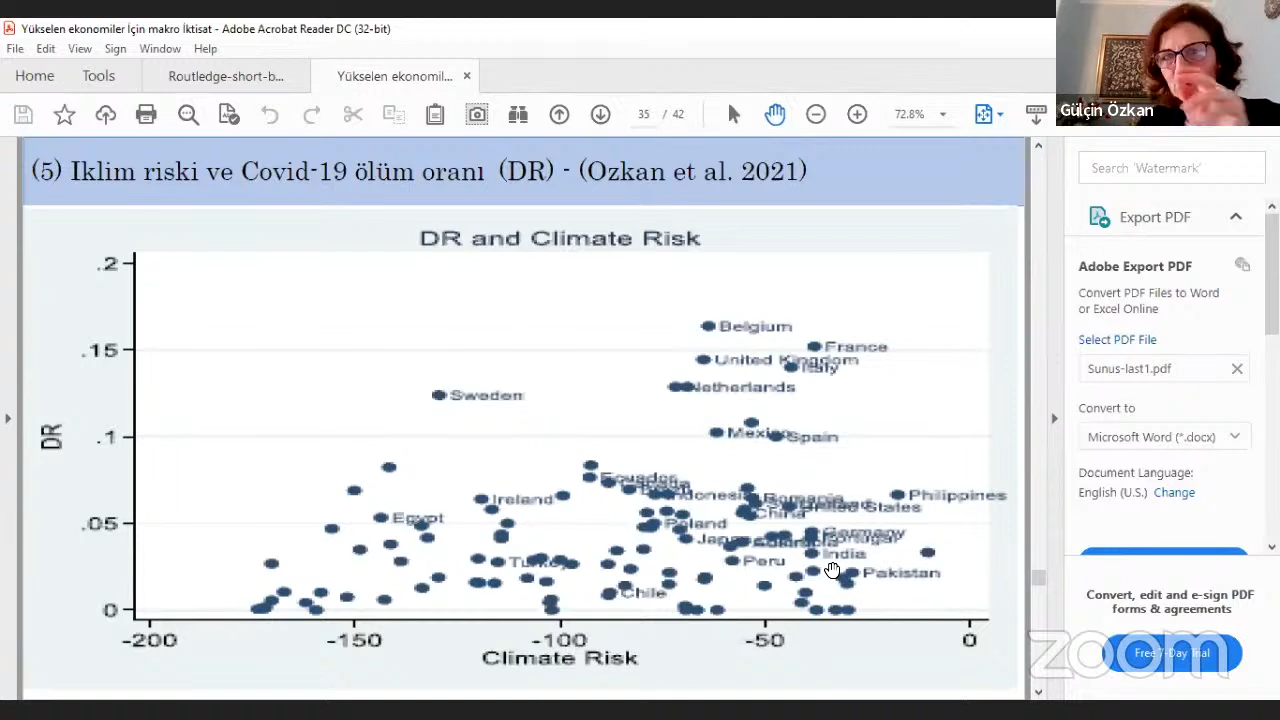 Yükselen ekonomiler İçin makro İktisat - Adobe Acrobat Reader DC (32-bit)
File Edit View Sign Window Help
Home Tools Routledge-short-b... Yükselen ekonomil... ×
35 / 42 72.8%
Gülçin Özkan
(5) Iklim riski ve Covid-19 ölüm oranı (DR) - (Ozkan et al. 2021)
DR and Climate Risk
.2
.15
.1
.05
0
DR
Belgium
France
United Kingdom
Italy
Netherlands
Sweden
Mexico
Spain
Ecuador
Indonesia
Romania
Philippines
Ireland
United States
China
Egypt
Poland
Germany
Portugal
India
Turkey
Peru
Pakistan
Chile
-200 -150 -100 -50 0
Climate Risk
Search 'Watermark'
Export PDF
Adobe Export PDF
Convert PDF Files to Word
or Excel Online
Select PDF File
Sunus-last1.pdf
Convert to
Microsoft Word (*.docx)
Document Language:
English (U.S.) Change
Convert, edit and e-sign PDF
forms & agreements
Free 7-Day Trial
zoom